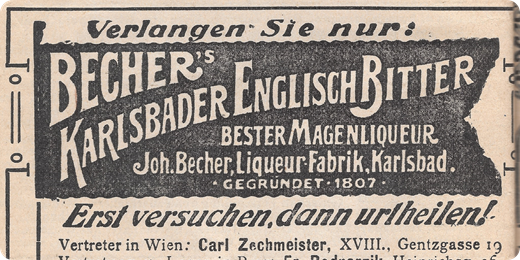 Verlangen Sie nur:
BECHER's
KARLSBADER ENGLISCH BITTER
BESTER MAGENLIQUEUR
Joh. Becher, Liqueur-Fabrik, Karlsbad.
· GEGRÜNDET · 1807 ·
Erst versuchen, dann urtheilen!
Vertreter in Wien: Carl Zechmeister, XVIII., Gentzgasse 19